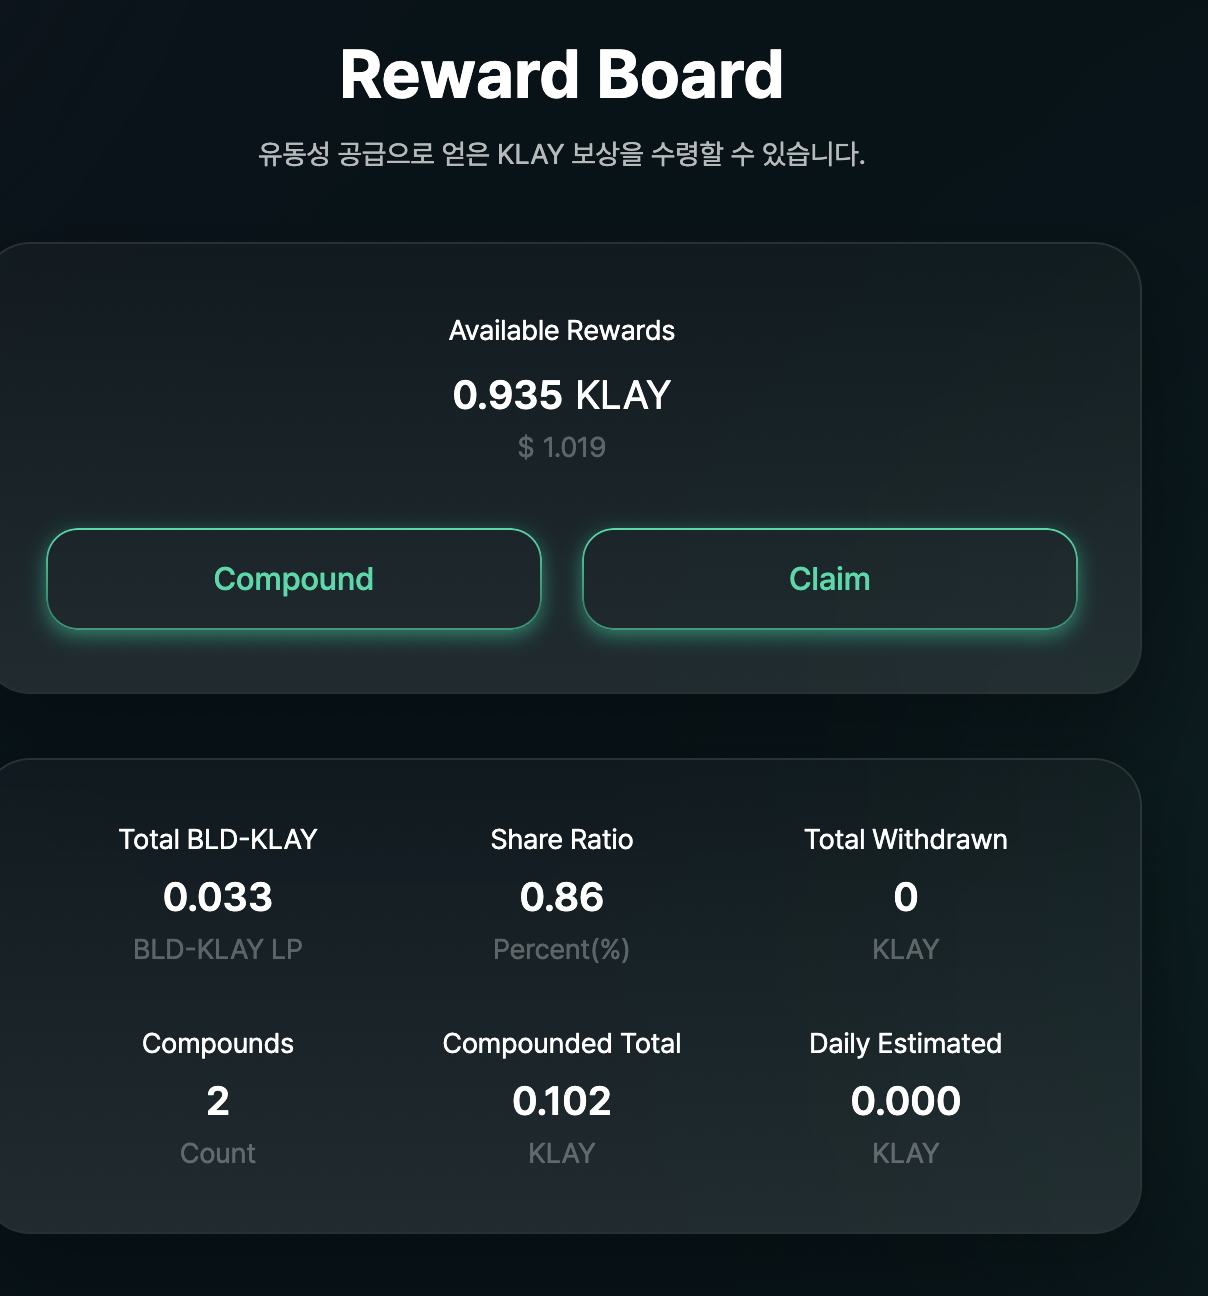 Reward Board
유동성 공급으로 얻은 KLAY 보상을 수령할 수 있습니다.
Available Rewards
0.935 KLAY
$ 1.019
Compound
Claim
Total BLD-KLAY
0.033
BLD-KLAY LP
Share Ratio
0.86
Percent(%)
Total Withdrawn
0
KLAY
Compounds
2
Count
Compounded Total
0.102
KLAY
Daily Estimated
0.000
KLAY